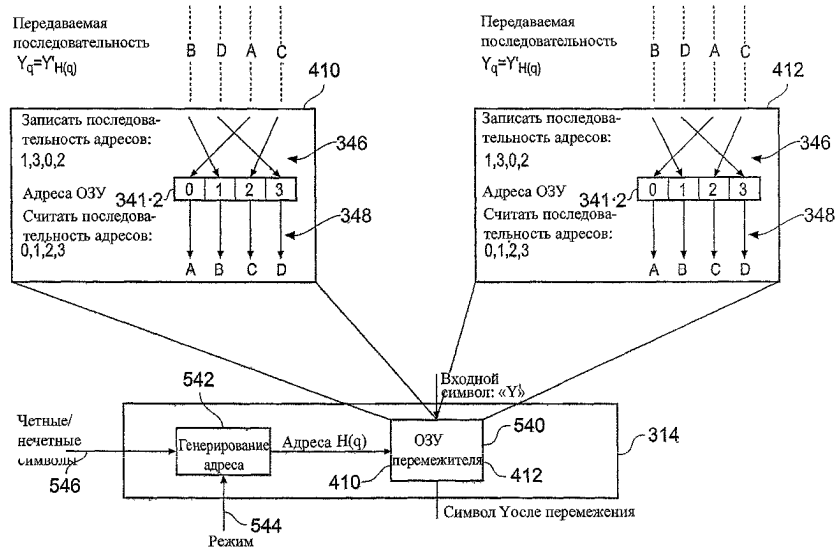 Передаваемая
последовательность
Yq=Y'H(q)
B D A C
410
Записать последова-
тельность адресов:
1,3,0,2
346
Адреса ОЗУ
341·2
0 1 2 3
Считать последова-
тельность адресов:
0,1,2,3
348
A B C D
Передаваемая
последовательность
Yq=Y'H(q)
B D A C
412
Записать последова-
тельность адресов:
1,3,0,2
346
Адреса ОЗУ
341·2
0 1 2 3
Считать последова-
тельность адресов:
0,1,2,3
348
A B C D
Входной
символ: «Y'»
542
Четные/
нечетные
символы
546
Генерирование
адреса
Адреса H(q)
ОЗУ
перемежителя
540
410
412
314
544
Режим
Символ Yосле перемежения